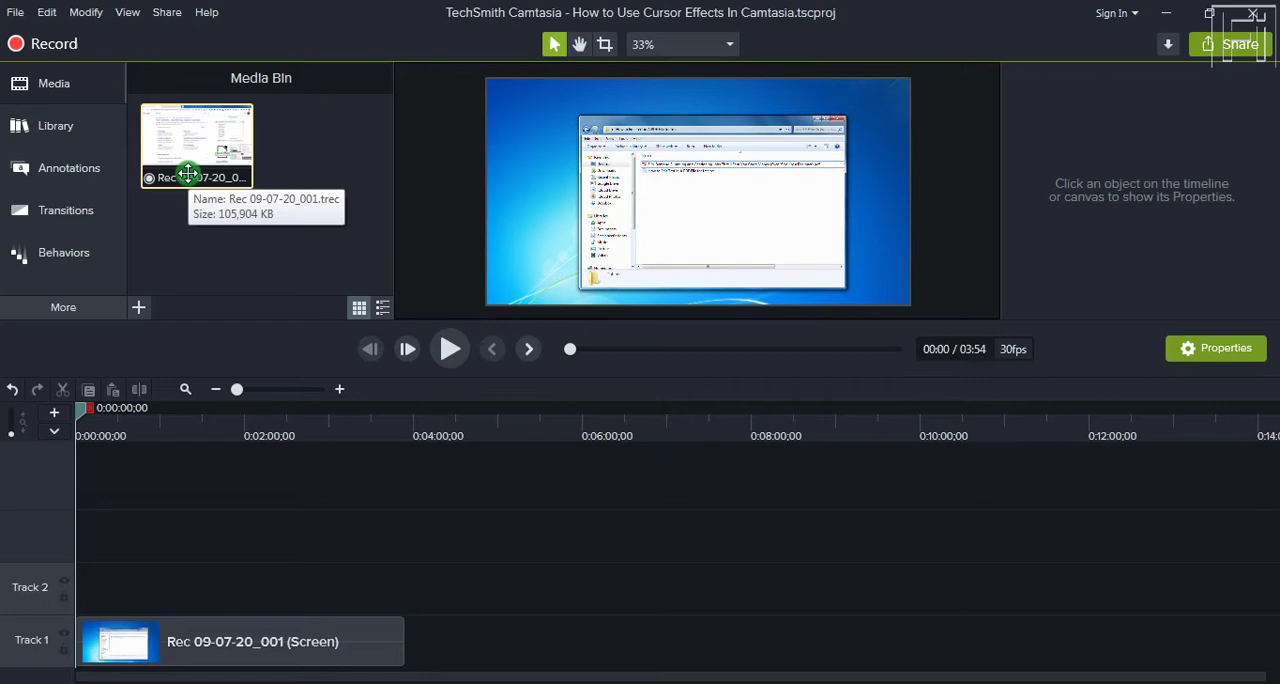 File Edit Modify View Share Help
TechSmith Camtasia - How to Use Cursor Effects In Camtasia.tscproj
Sign In
Record
33%
Share
Media
Library
Annotations
Transitions
Behaviors
More
Media Bin
Name: Rec 09-07-20_001.trec
Size: 105,904 KB
Click an object on the timeline
or canvas to show its Properties.
00:00 / 03:54 30fps
Properties
0:00:00;00
0:00:00;00 0:02:00;00 0:04:00;00 0:06:00;00 0:08:00;00 0:10:00;00 0:12:00;00
Track 2
Track 1
Rec 09-07-20_001 (Screen)